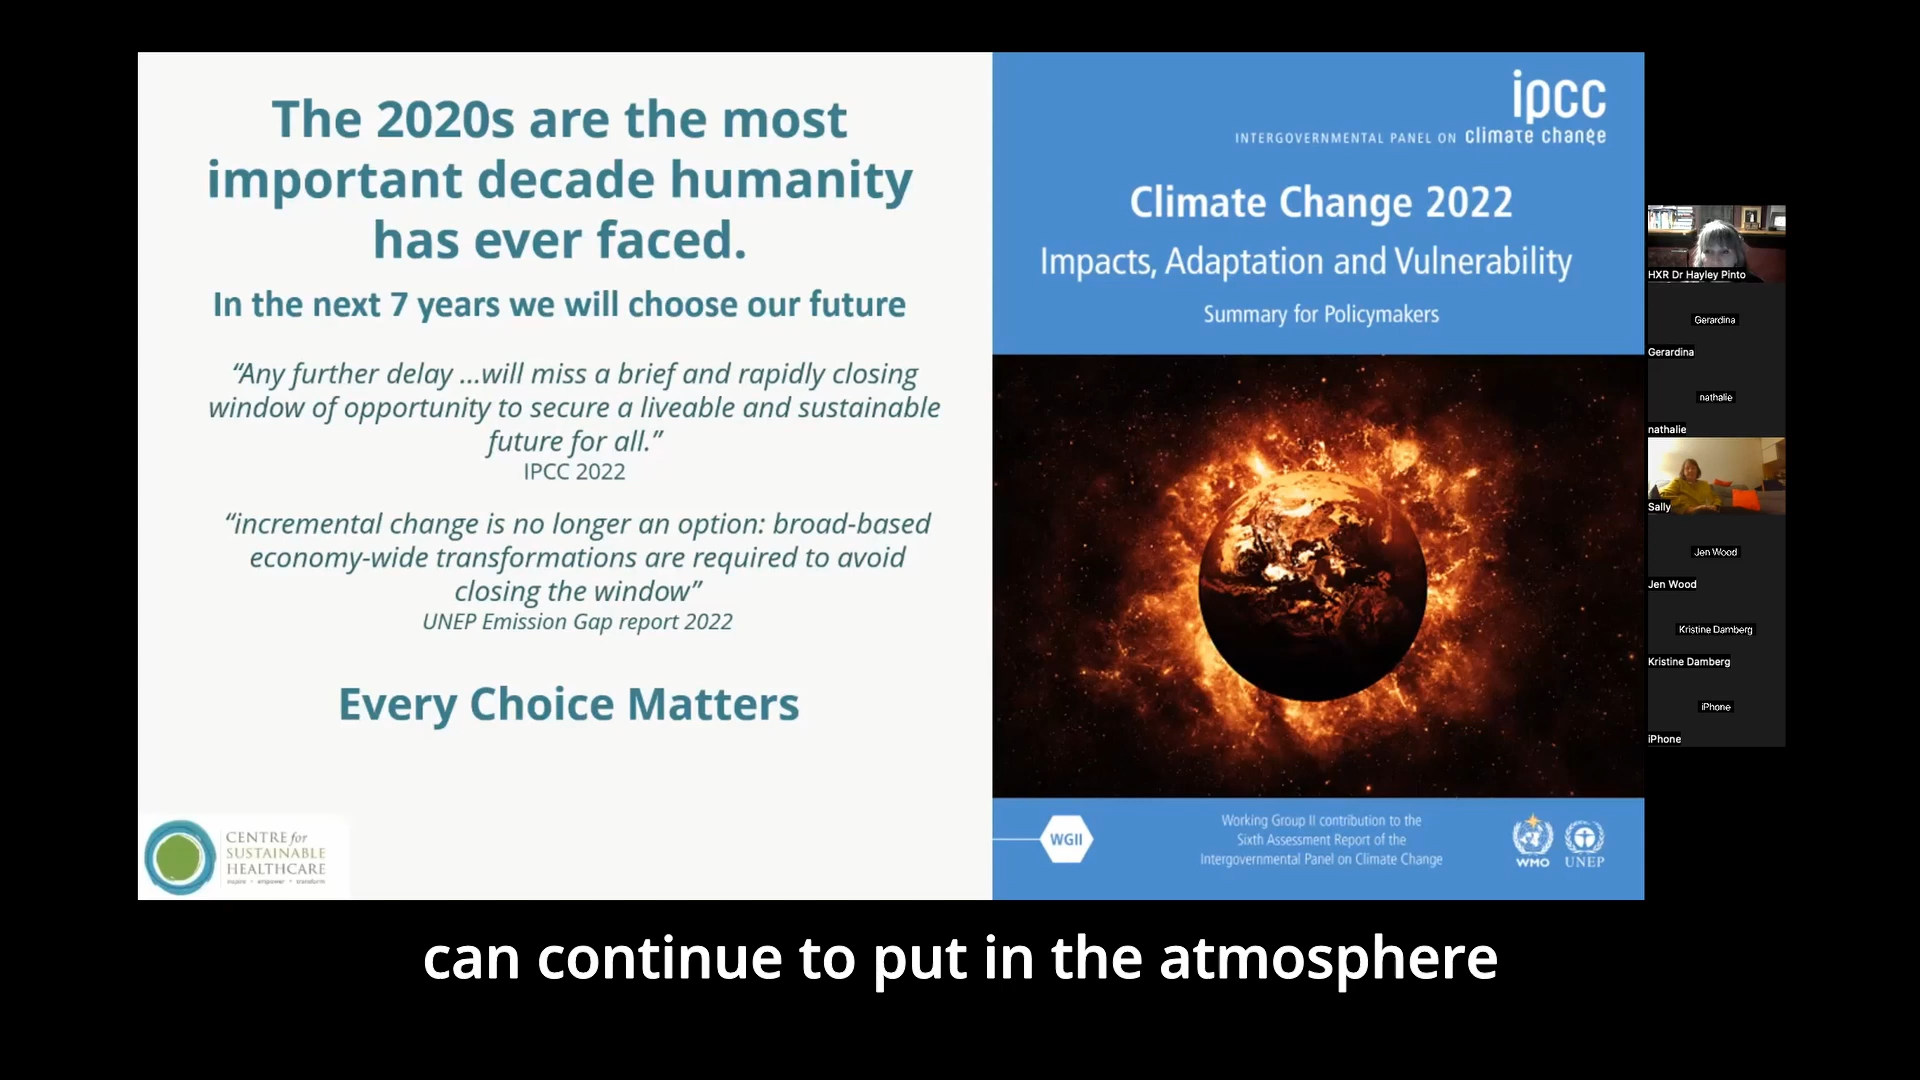 The 2020s are the most
important decade humanity
has ever faced.
In the next 7 years we will choose our future
“Any further delay ...will miss a brief and rapidly closing
window of opportunity to secure a liveable and sustainable
future for all.”
IPCC 2022
“incremental change is no longer an option: broad-based
economy-wide transformations are required to avoid
closing the window”
UNEP Emission Gap report 2022
Every Choice Matters
CENTRE for
SUSTAINABLE
HEALTHCARE
inspire • empower • transform
ipcc
INTERGOVERNMENTAL PANEL ON climate change
Climate Change 2022
Impacts, Adaptation and Vulnerability
Summary for Policymakers
WGII
Working Group II contribution to the
Sixth Assessment Report of the
Intergovernmental Panel on Climate Change
WMO
UNEP
HXR Dr Hayley Pinto
Gerardina
Gerardina
nathalie
nathalie
Sally
Jen Wood
Jen Wood
Kristine Damberg
Kristine Damberg
iPhone
iPhone
can continue to put in the atmosphere